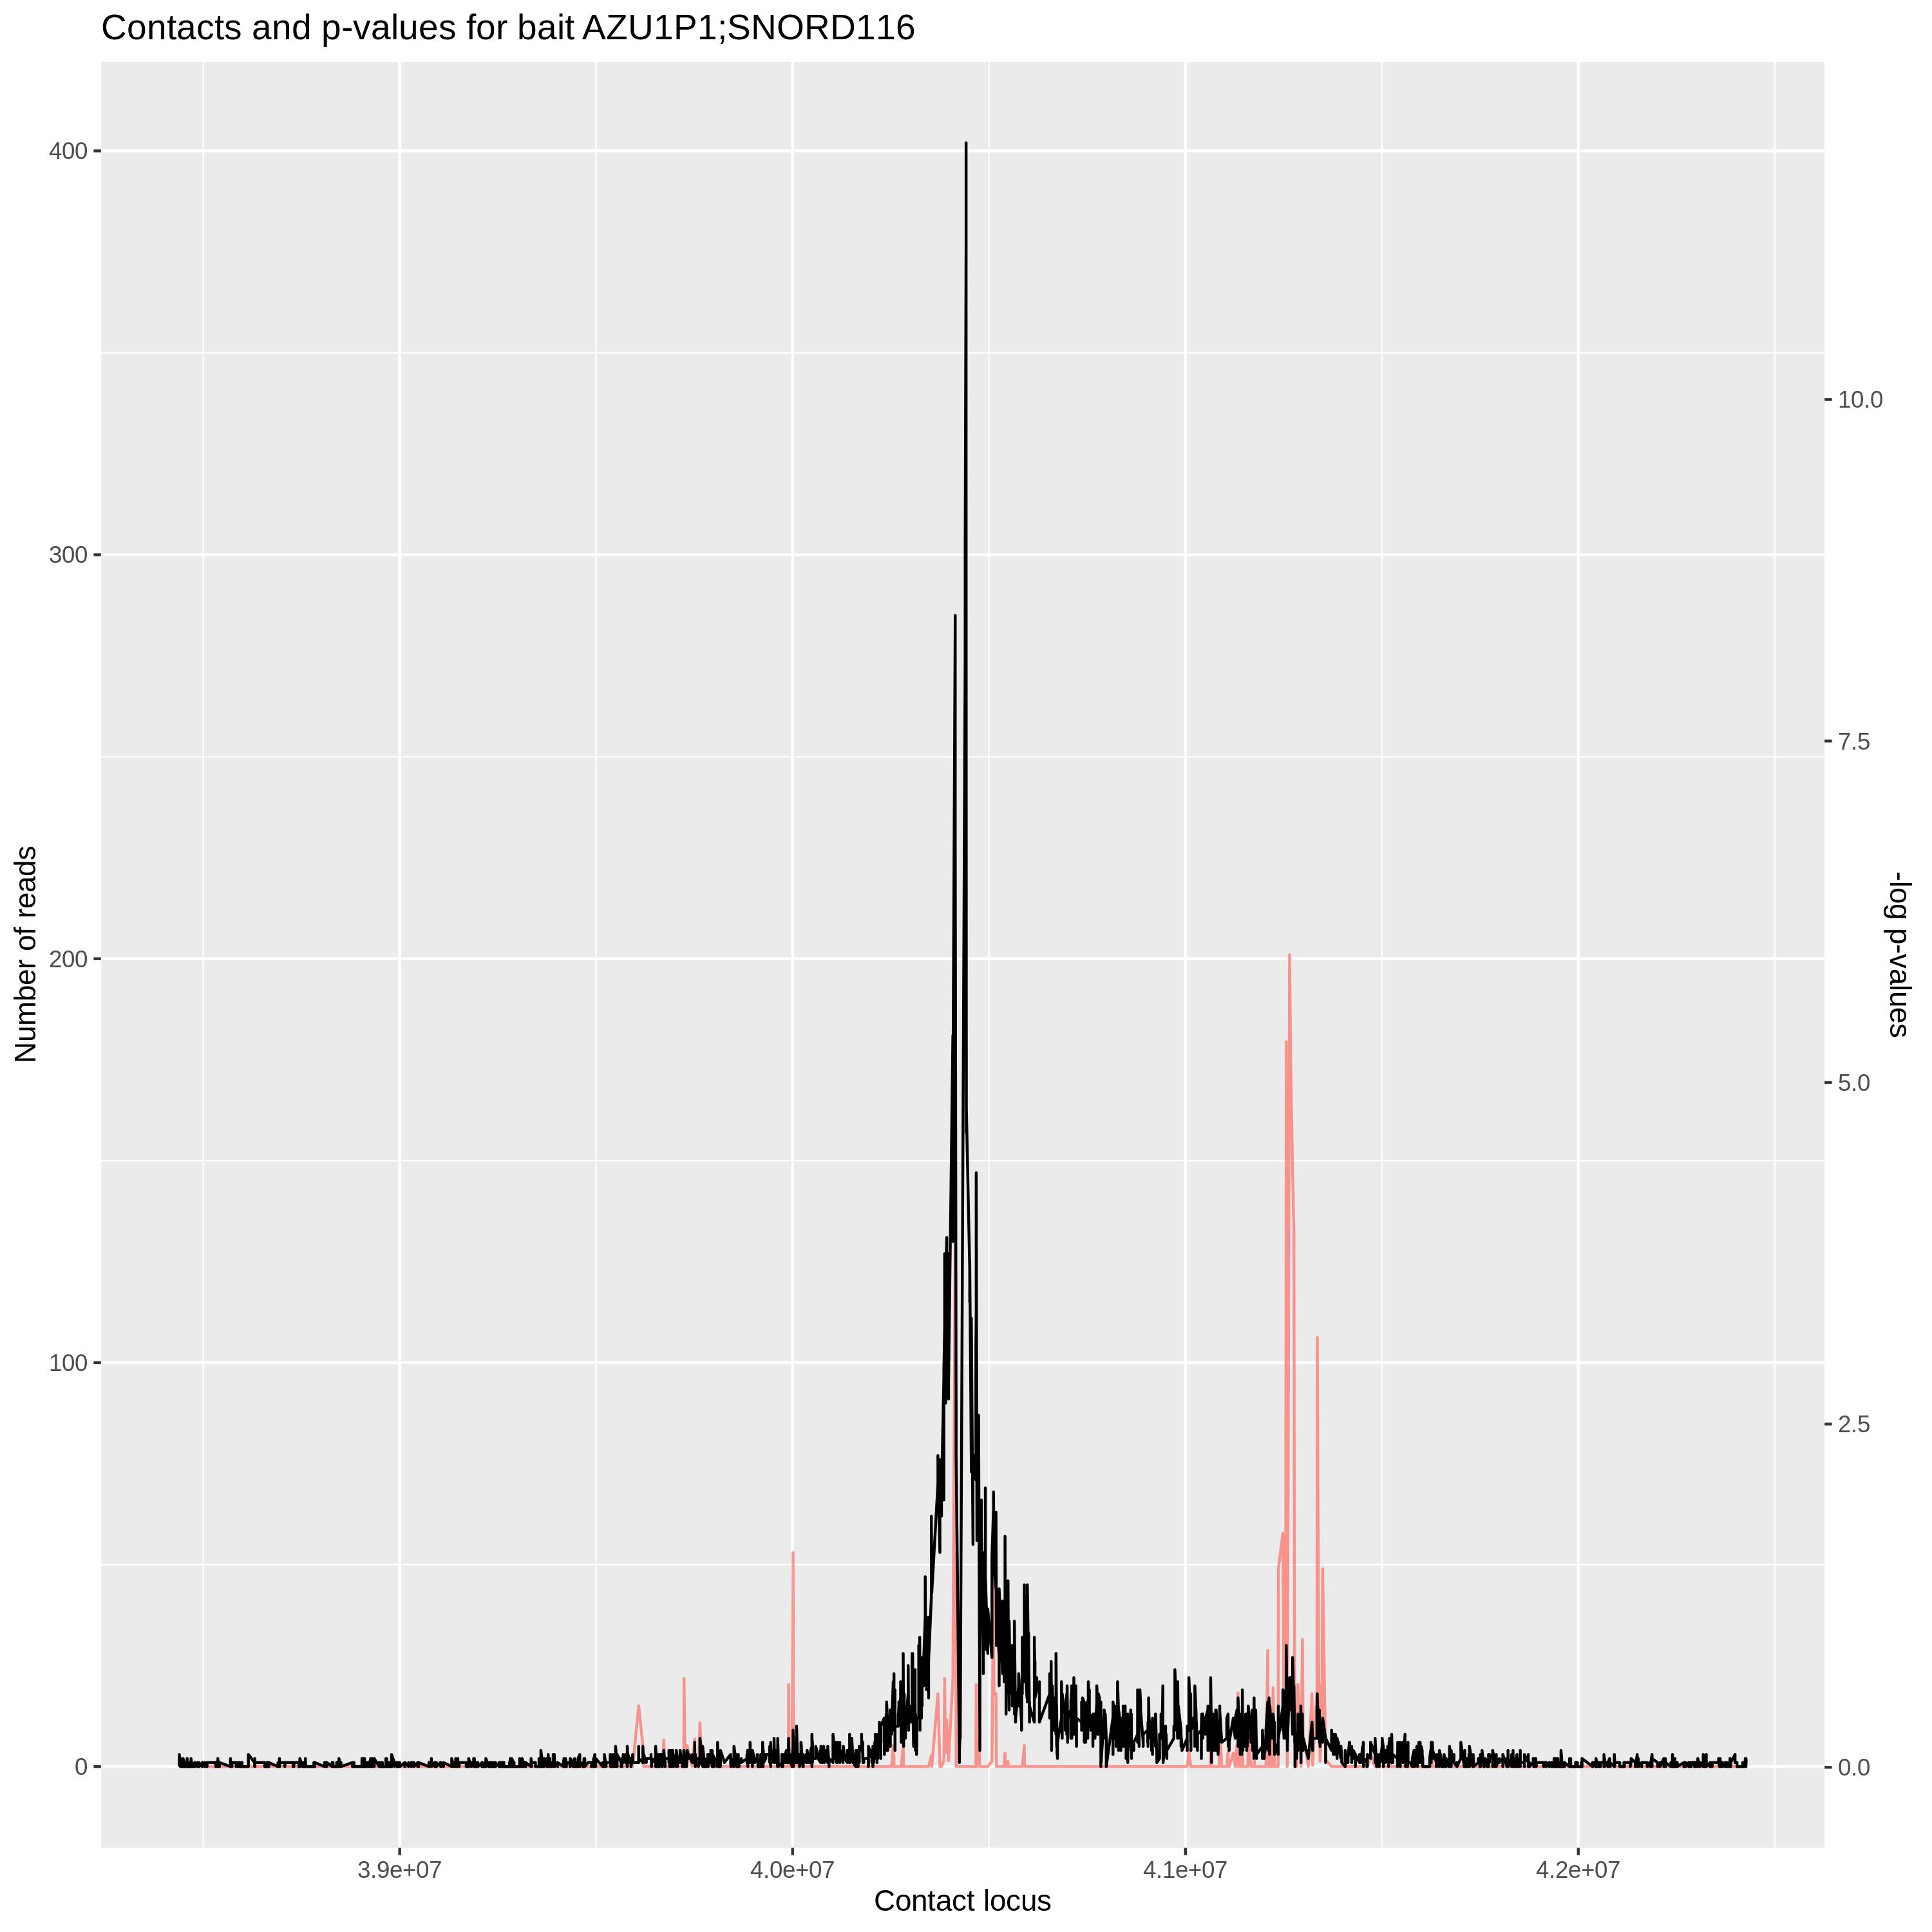 Contacts and p-values for bait AZU1P1;SNORD116
Number of reads
400
300
200
100
0
10.0
7.5
5.0
2.5
0.0
-log p-values
3.9e+07
4.0e+07
4.1e+07
4.2e+07
Contact locus